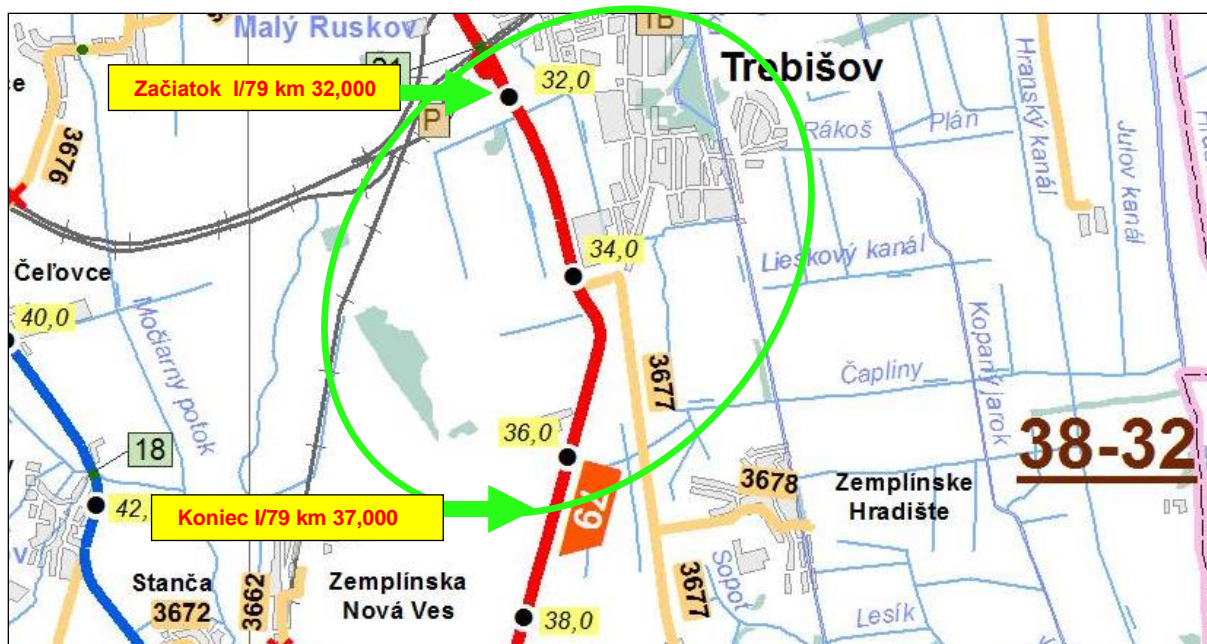 Malý Ruskov
TB
Trebišov
Začiatok I/79 km 32,000
32,0
P
ce
3676
Rákoš
Plán
Hranský kanál
Julov kanál
Čeľovce
34,0
Lieskový kanál
40,0
Močiarny potok
Kopaný jarok
3677
Čapliny
36,0
18
38-32
3678
Zemplínske
Hradište
42,
Koniec I/79 km 37,000
79
Stanča
3672
3662
Zemplínska
Nová Ves
3677
Sopot
38,0
Lesík